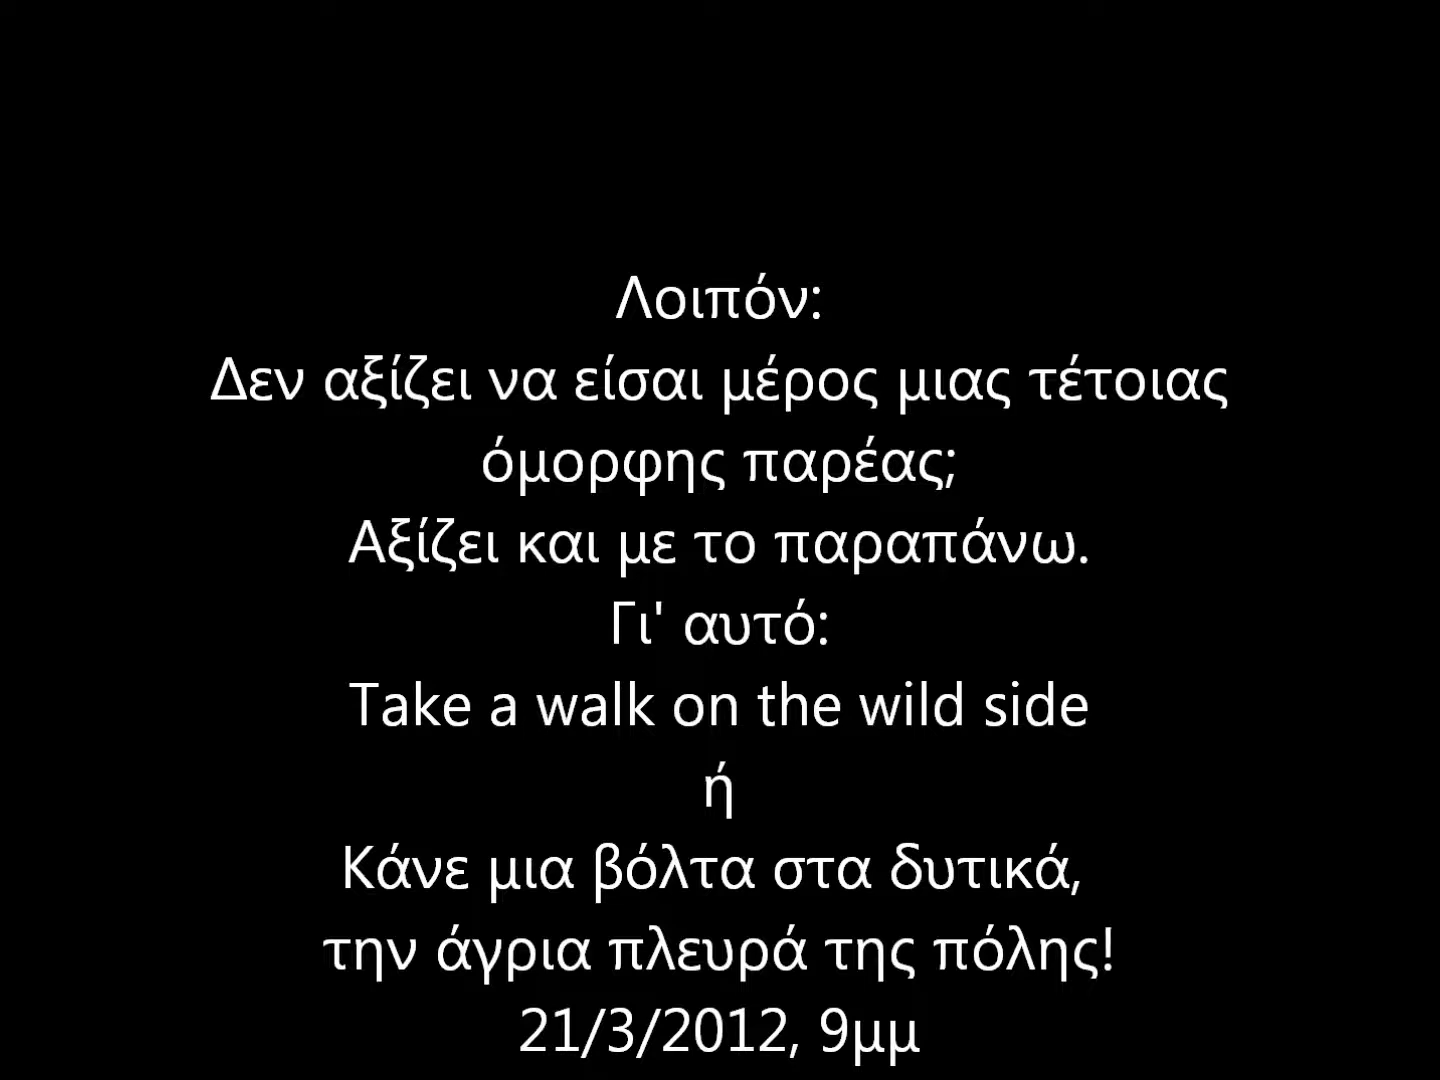 Λοιπόν:
Δεν αξίζει να είσαι μέρος μιας τέτοιας
όμορφης παρέας;
Αξίζει και με το παραπάνω.
Γι' αυτό:
Take a walk on the wild side
ή
Κάνε μια βόλτα στα δυτικά,
την άγρια πλευρά της πόλης!
21/3/2012, 9μμ